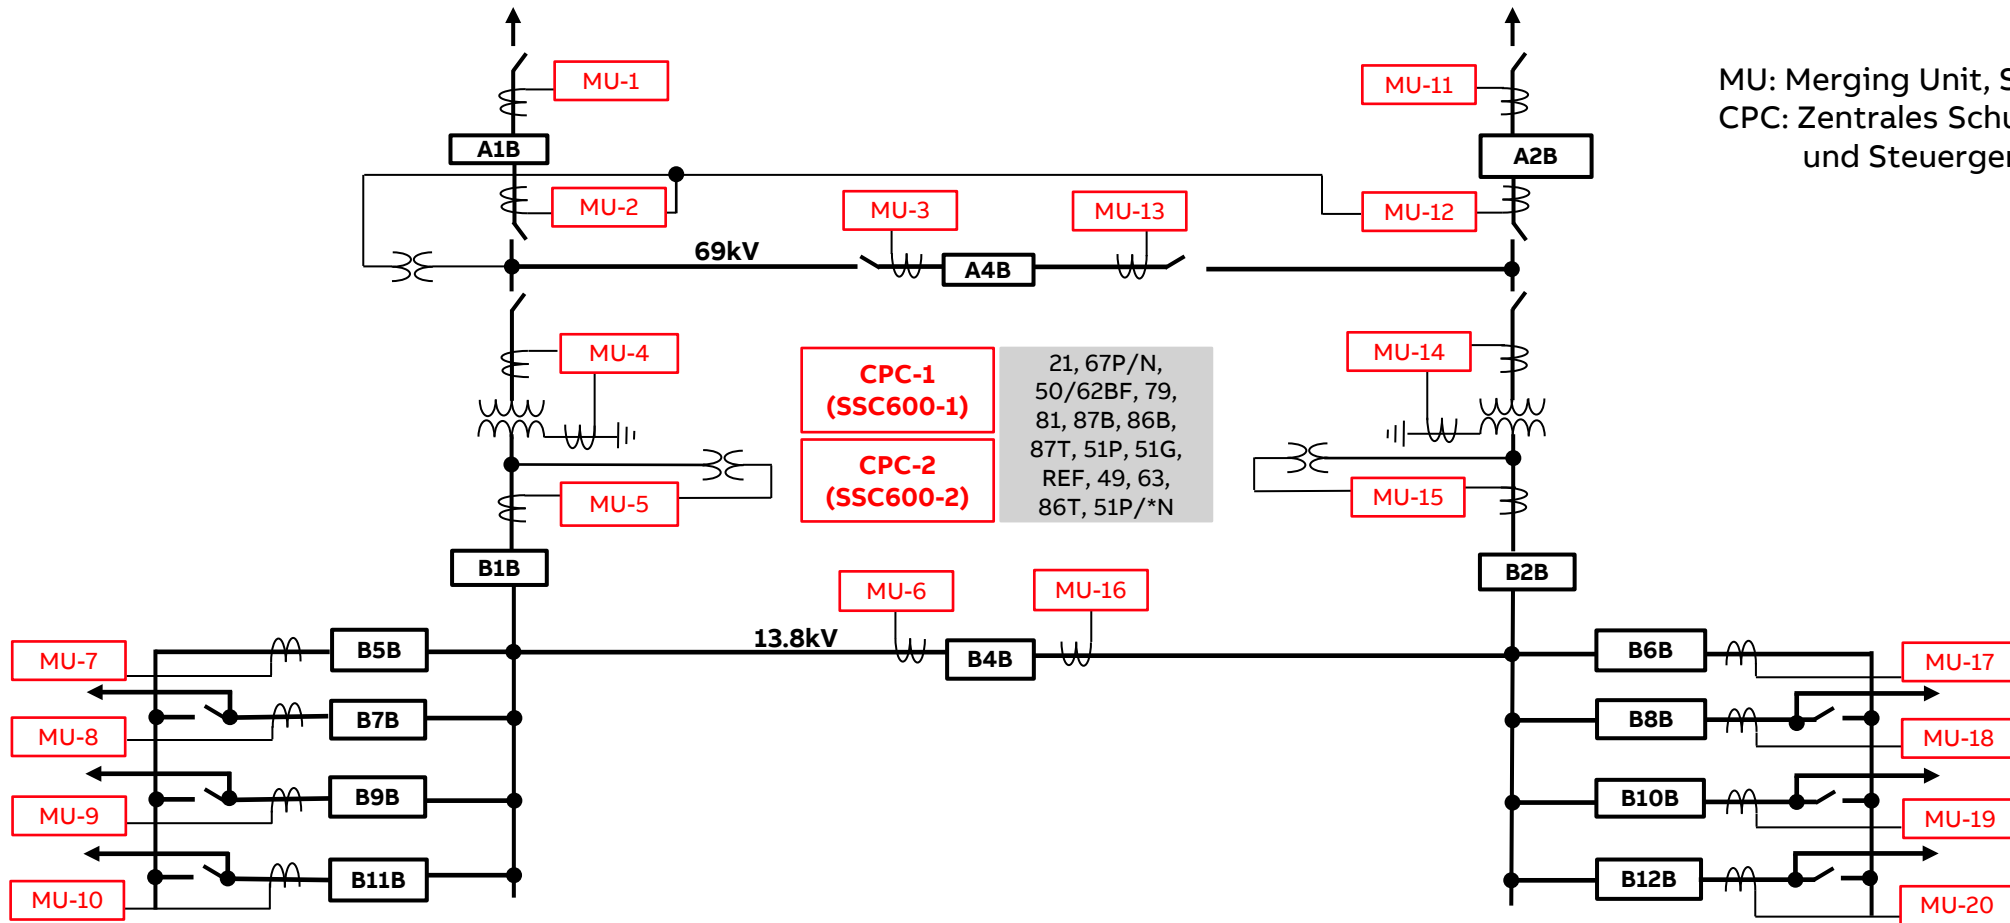 MU-1
MU-11
MU: Merging Unit,
CPC: Zentrales
und
A1B
A2B
MU-2
MU-3
MU-13
MU-12
69kV
A4B
MU-4
MU-14
CPC-1
(SSC600-1)
CPC-2
(SSC600-2)
21, 67P/N,
50/62BF, 79,
81, 87B, 86B,
87T, 51P, 51G,
REF, 49, 63,
86T, 51P/*N
MU-5
MU-15
B1B
B2B
MU-6
MU-16
13.8kV
B4B
MU-7
B5B
B6B
MU-17
MU-8
B7B
B8B
MU-18
MU-9
B9B
B10B
MU-19
MU-10
B11B
B12B
MU-20